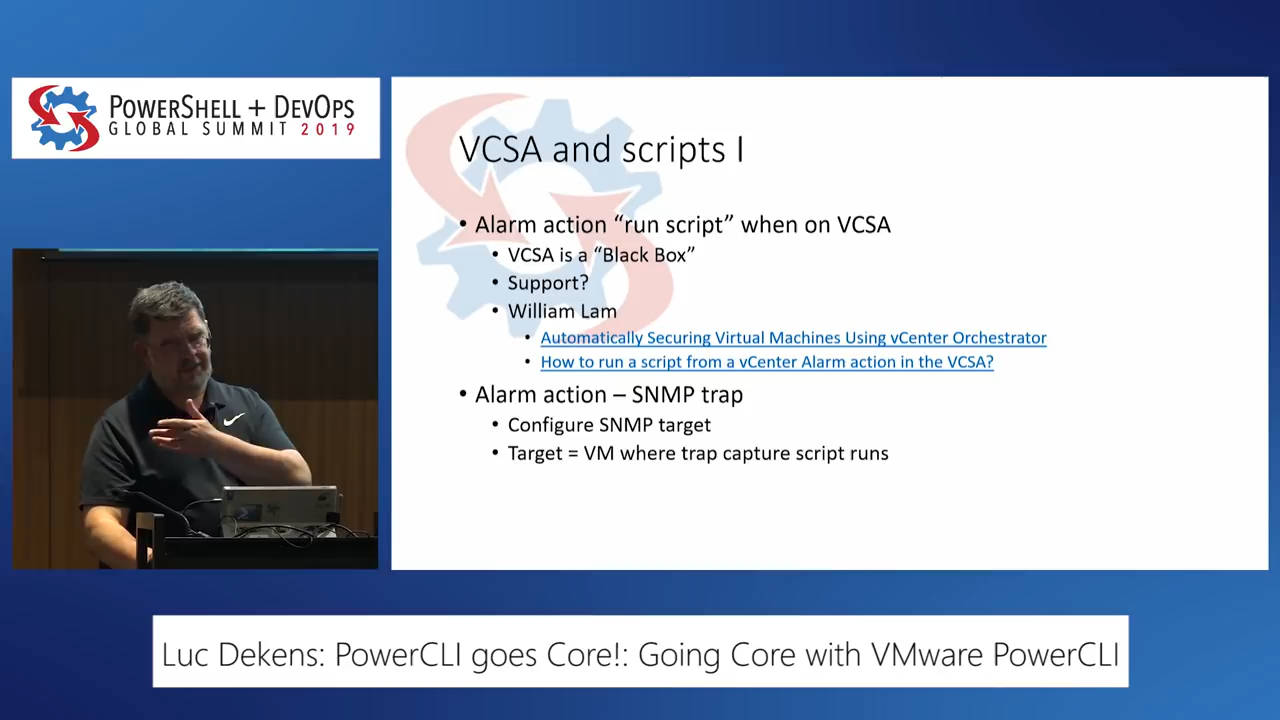 POWERSHELL + DEVOPS
GLOBAL SUMMIT 2019
VCSA and scripts I
• Alarm action “run script” when on VCSA
• VCSA is a “Black Box”
• Support?
• William Lam
• Automatically Securing Virtual Machines Using vCenter Orchestrator
• How to run a script from a vCenter Alarm action in the VCSA?
• Alarm action – SNMP trap
• Configure SNMP target
• Target = VM where trap capture script runs
Luc Dekens: PowerCLI goes Core!: Going Core with VMware PowerCLI